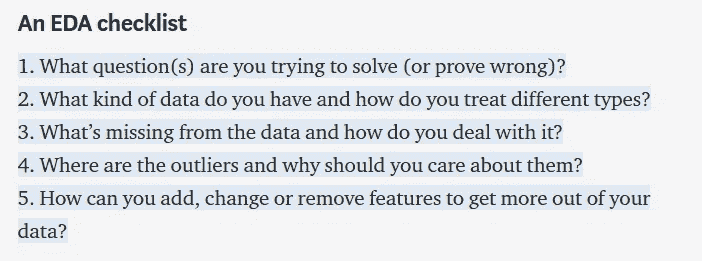 An EDA checklist
1. What question(s) are you trying to solve (or prove wrong)?
2. What kind of data do you have and how do you treat different types?
3. What’s missing from the data and how do you deal with it?
4. Where are the outliers and why should you care about them?
5. How can you add, change or remove features to get more out of your
data?